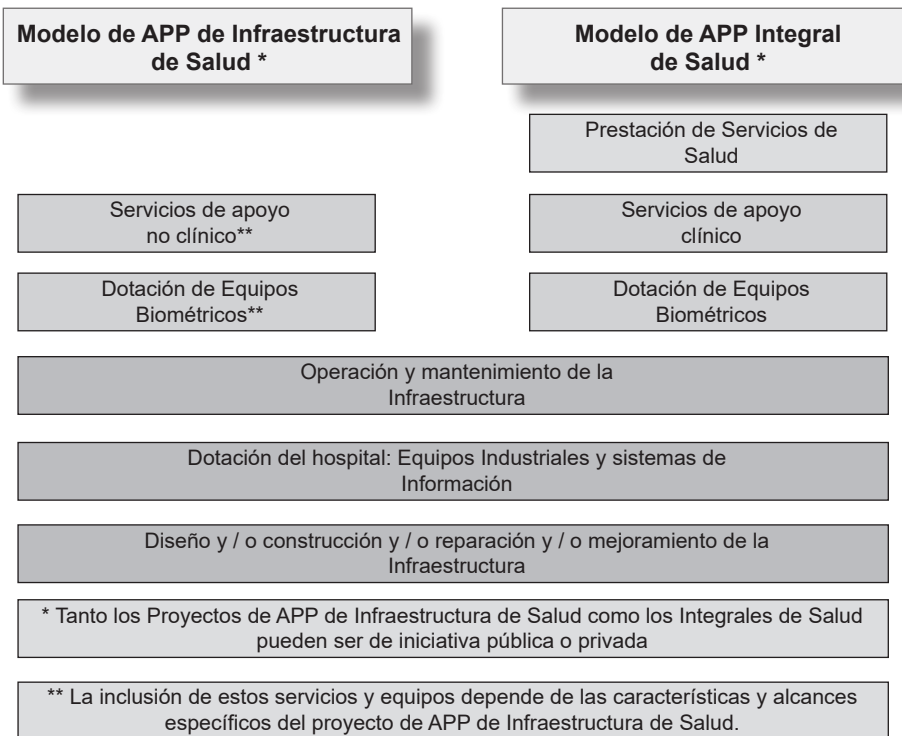 Modelo de APP de Infraestructura
de Salud *
Modelo de APP Integral
de Salud *
Prestación de Servicios de
Salud
Servicios de apoyo
no clínico**
Servicios de apoyo
clínico
Dotación de Equipos
Biométricos**
Dotación de Equipos
Biométricos
Operación y mantenimiento de la
Infraestructura
Dotación del hospital: Equipos Industriales y sistemas de
Información
Diseño y / o construcción y / o reparación y / o mejoramiento de la
Infraestructura
* Tanto los Proyectos de APP de Infraestructura de Salud como los Integrales de Salud
pueden ser de iniciativa pública o privada
** La inclusión de estos servicios y equipos depende de las características y alcances
específicos del proyecto de APP de Infraestructura de Salud.